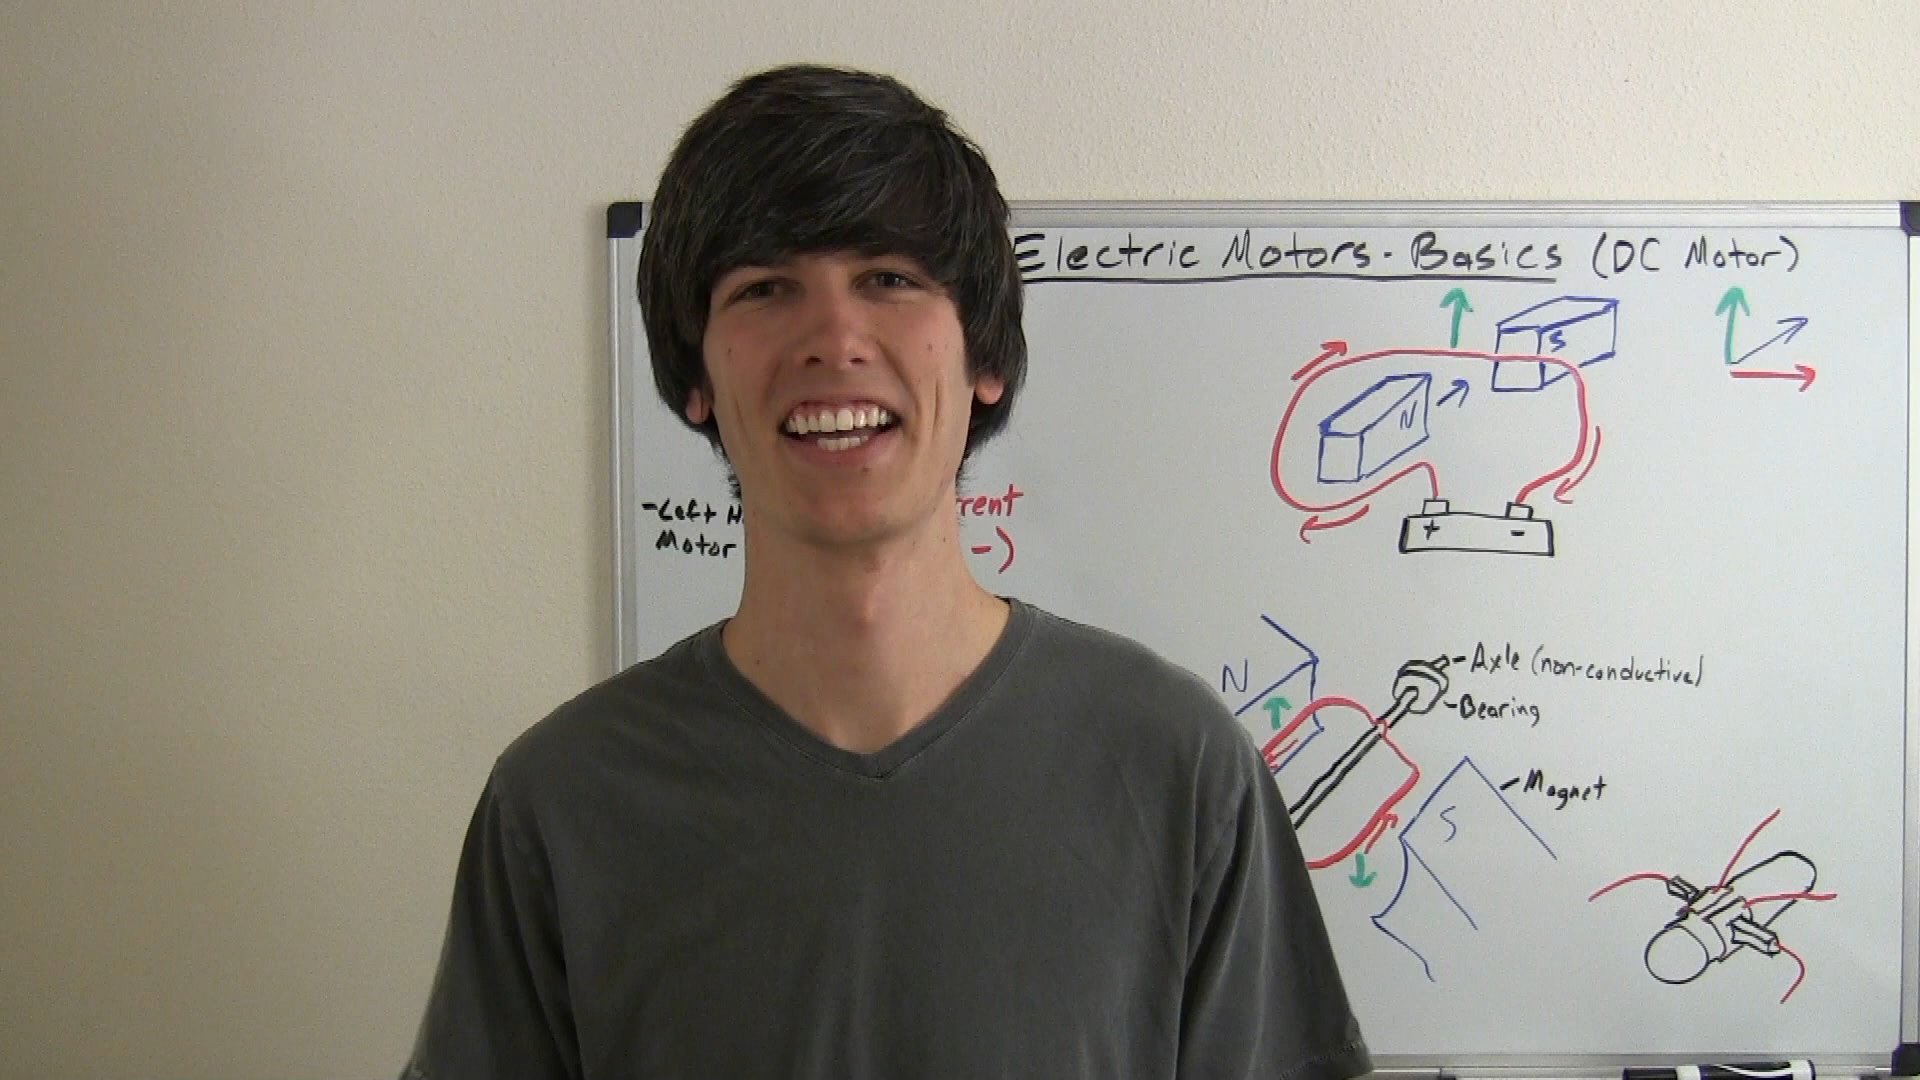 Electric Motors - Basics (DC Motor)
S
N
+ -
-Left
Motor
rent
-)
N
-Axle (non-conductive)
-Bearing
-Magnet
S